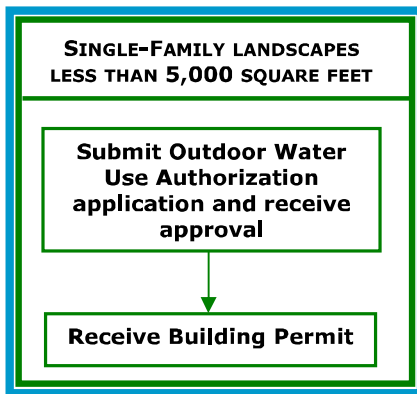 SINGLE-FAMILY LANDSCAPES
LESS THAN 5,000 SQUARE FEET
Submit Outdoor Water
Use Authorization
application and receive
approval
Receive Building Permit